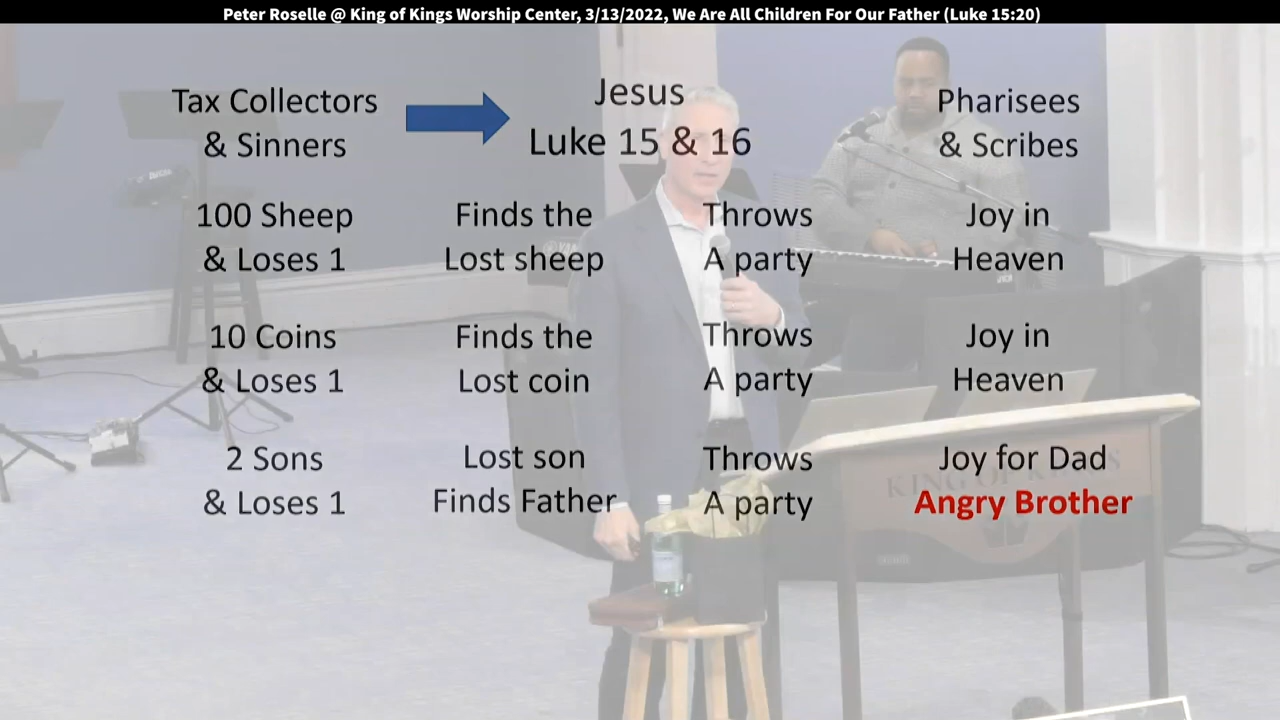 Peter Roselle @ King of Kings Worship Center, 3/13/2022, We Are All Children For Our Father (Luke 15:20)
Tax Collectors
& Sinners
Jesus
Luke 15 & 16
Pharisees
& Scribes
100 Sheep
& Loses 1
Finds the
Lost sheep
Throws
A party
Joy in
Heaven
10 Coins
& Loses 1
Finds the
Lost coin
Throws
A party
Joy in
Heaven
2 Sons
& Loses 1
Lost son
Finds Father
Throws
A party
Joy for Dad
Angry Brother
KING OF KINGS